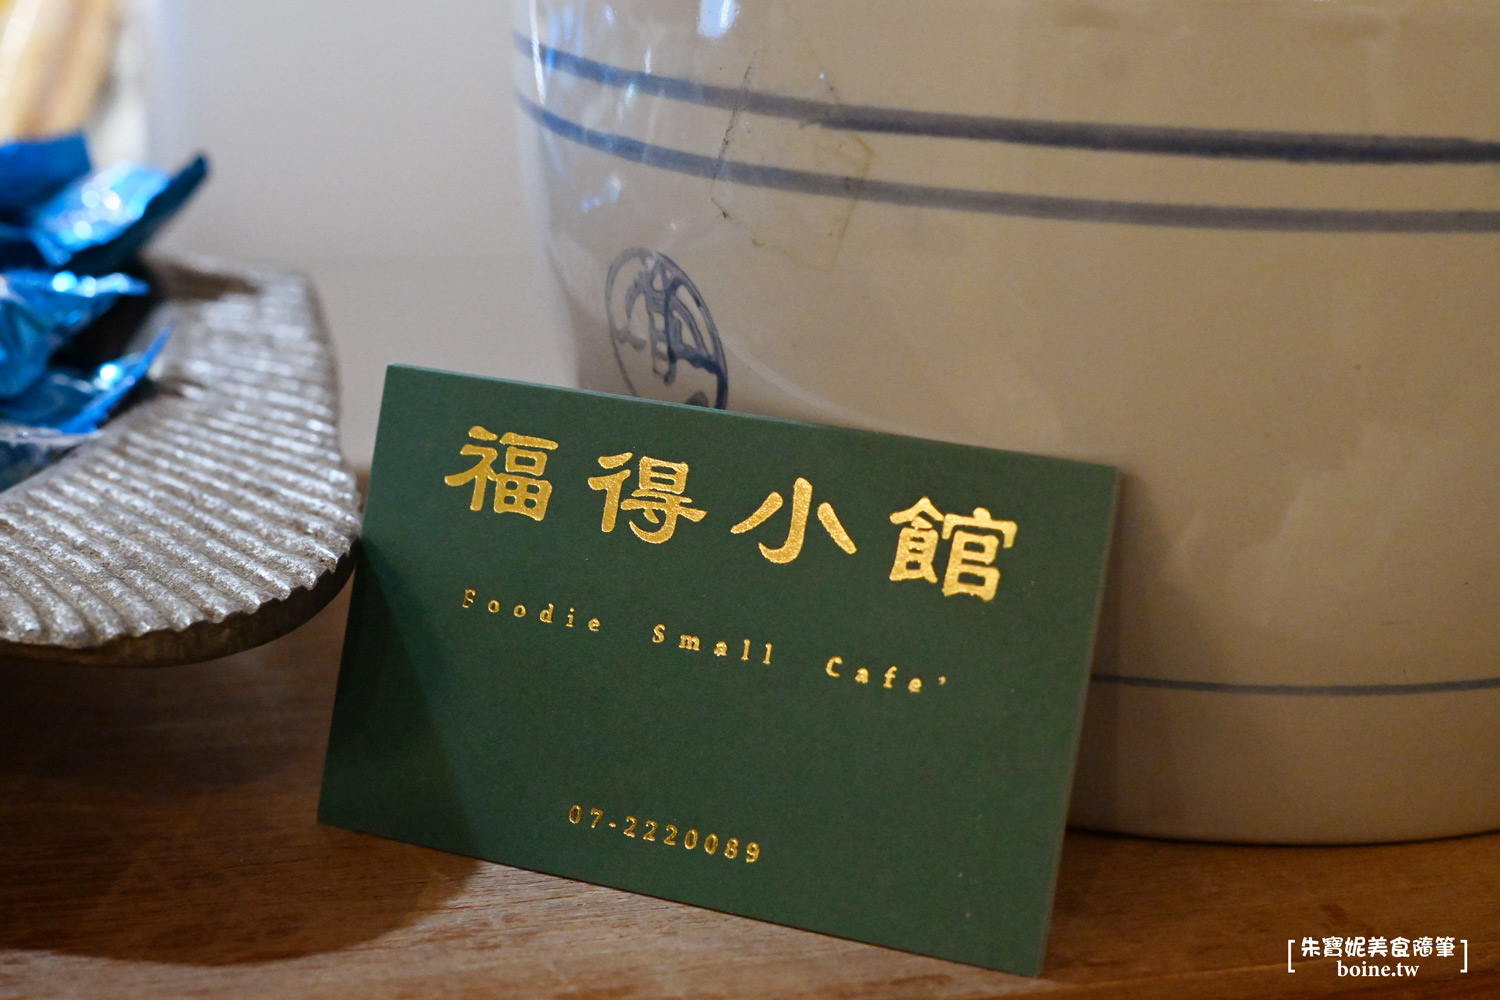 福得小館
Foodie Small Cafe’
07-2220089
[朱寶妮美食隨筆]
boine.tw